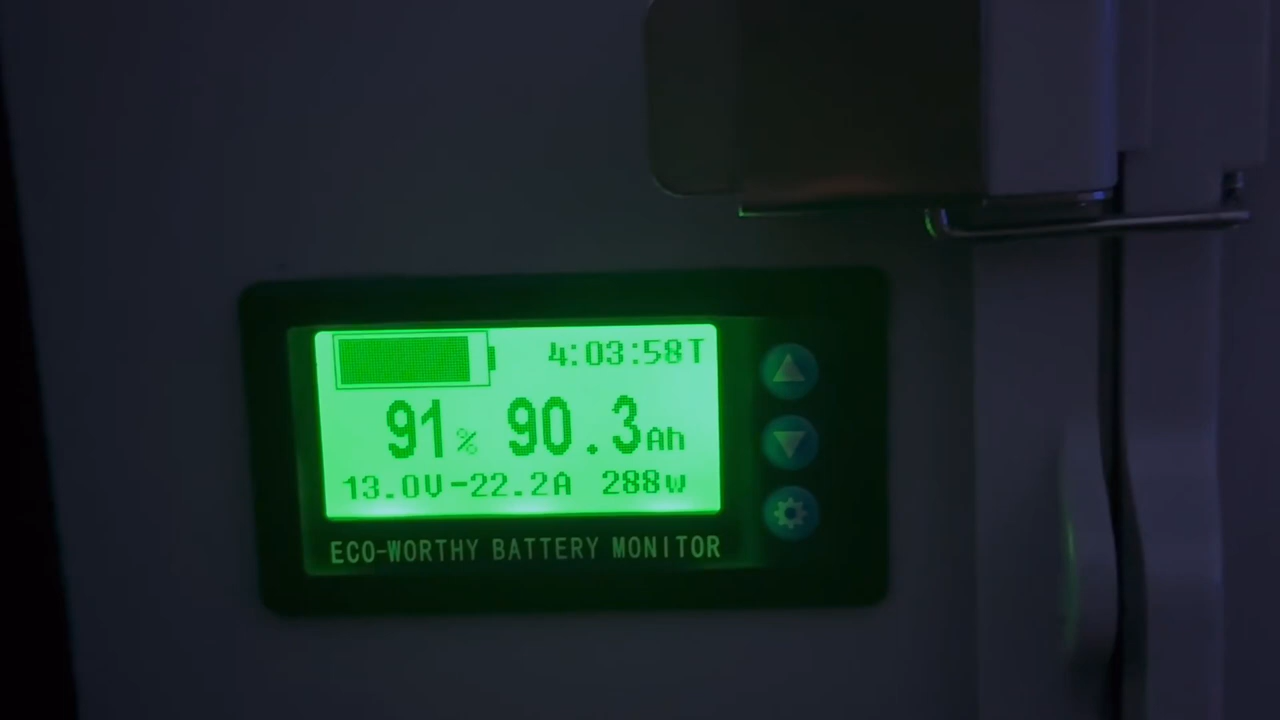 4:03:58T
91% 90.3Ah
13.0V-22.2A 288W
ECO-WORTHY BATTERY MONITOR